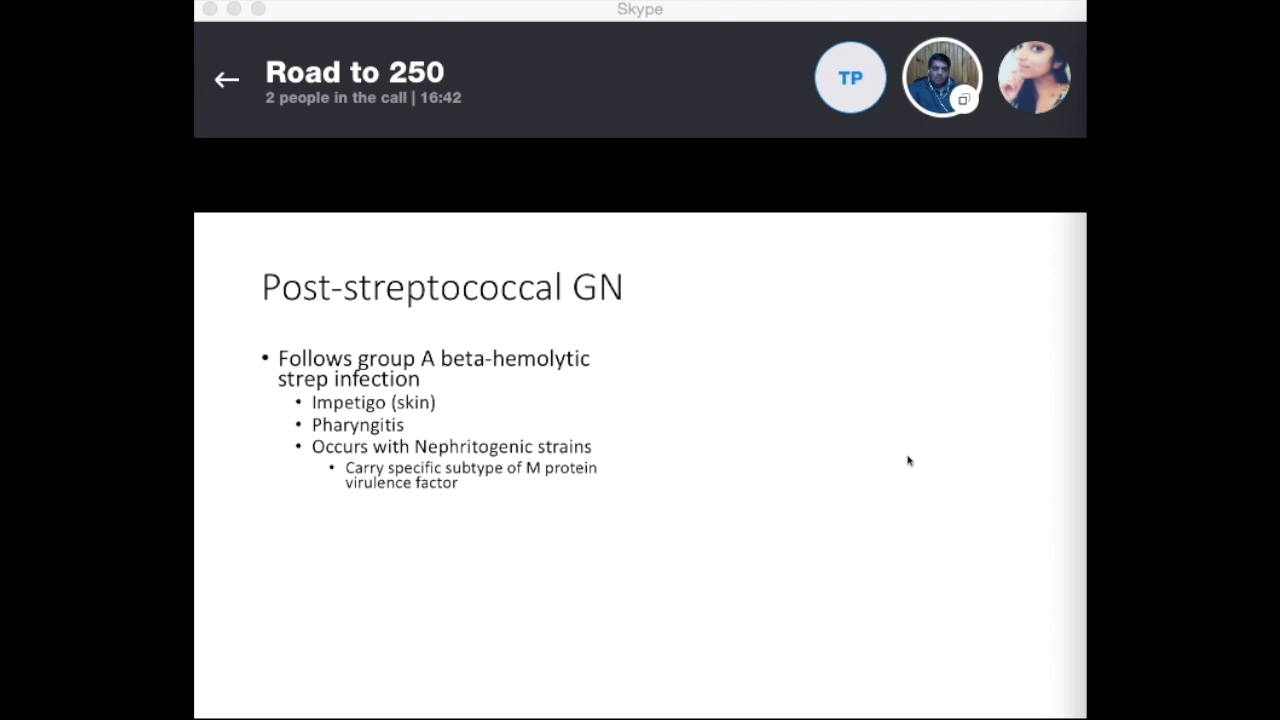 Skype
Road to 250
2 people in the call | 16:42
TP
Post-streptococcal GN
• Follows group A beta-hemolytic
strep infection
• Impetigo (skin)
• Pharyngitis
• Occurs with Nephritogenic strains
• Carry specific subtype of M protein
virulence factor